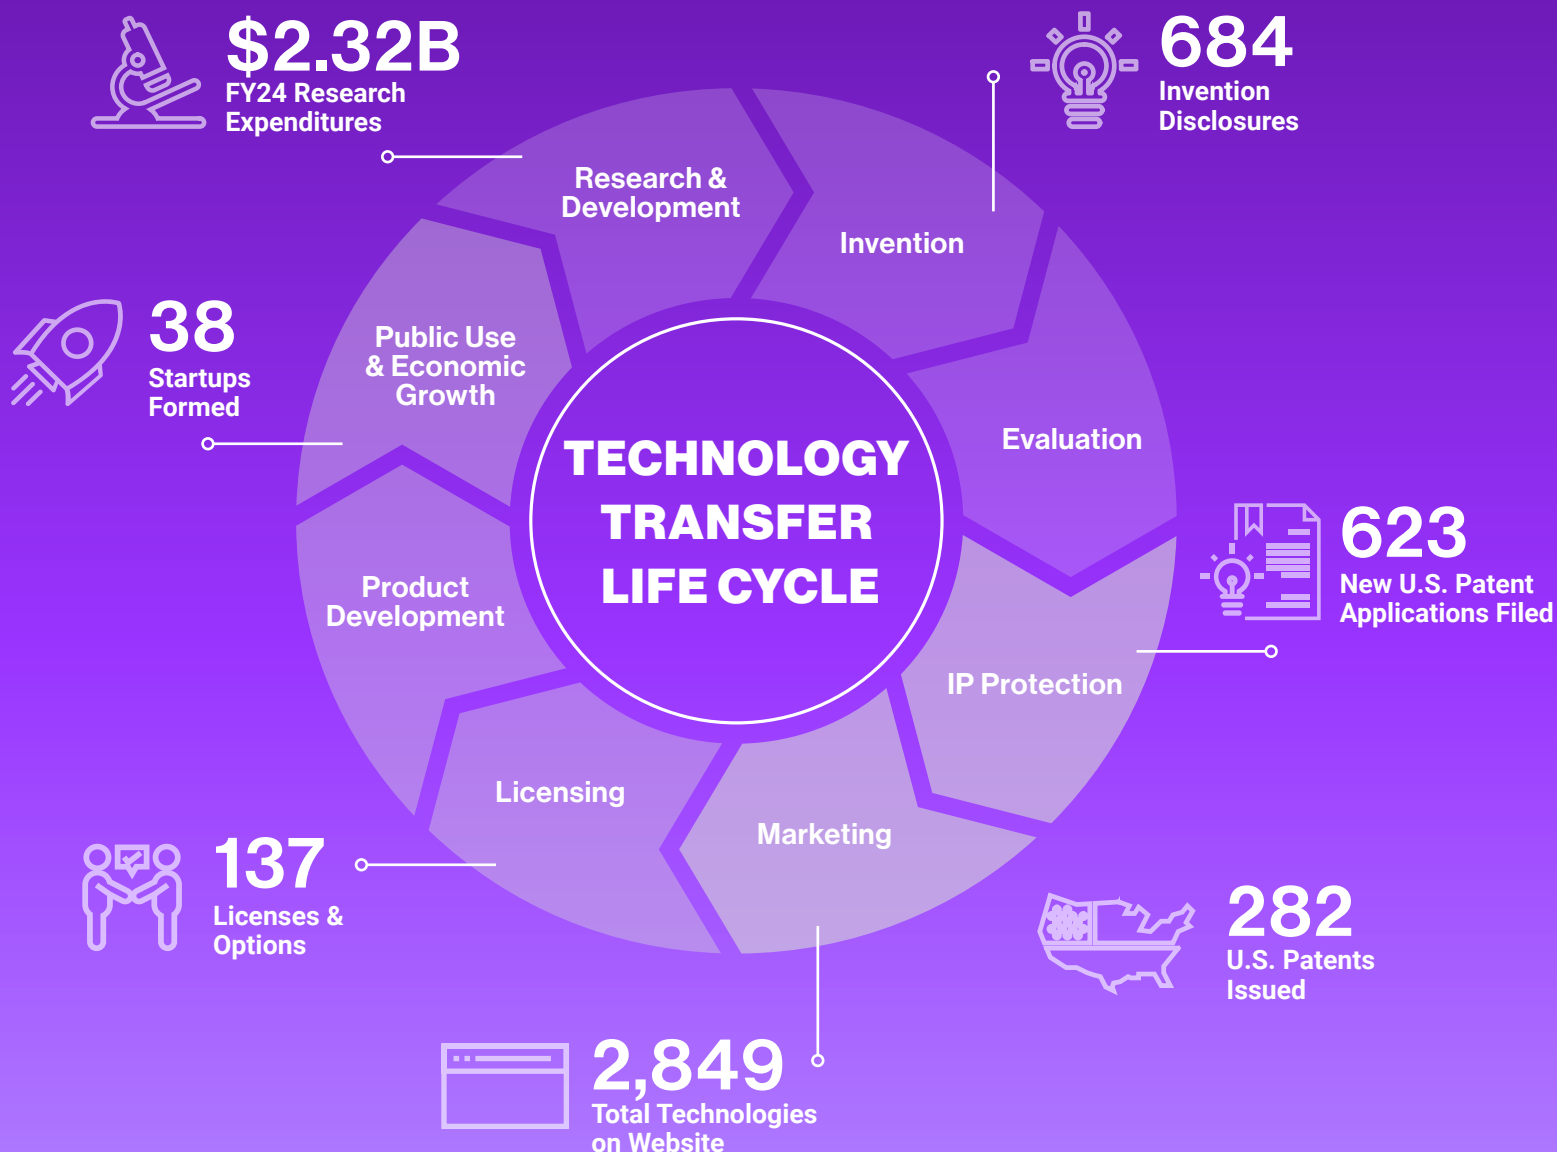 $2.32B
FY24 Research
Expenditures
684
Invention
Disclosures
Research &
Development
Invention
38
Startups
Formed
Public Use
& Economic
Growth
Evaluation
TECHNOLOGY
TRANSFER
LIFE CYCLE
623
New U.S. Patent
Applications Filed
Product
Development
IP Protection
Licensing
Marketing
137
Licenses &
Options
282
U.S. Patents
Issued
2,849
Total Technologies
on Website